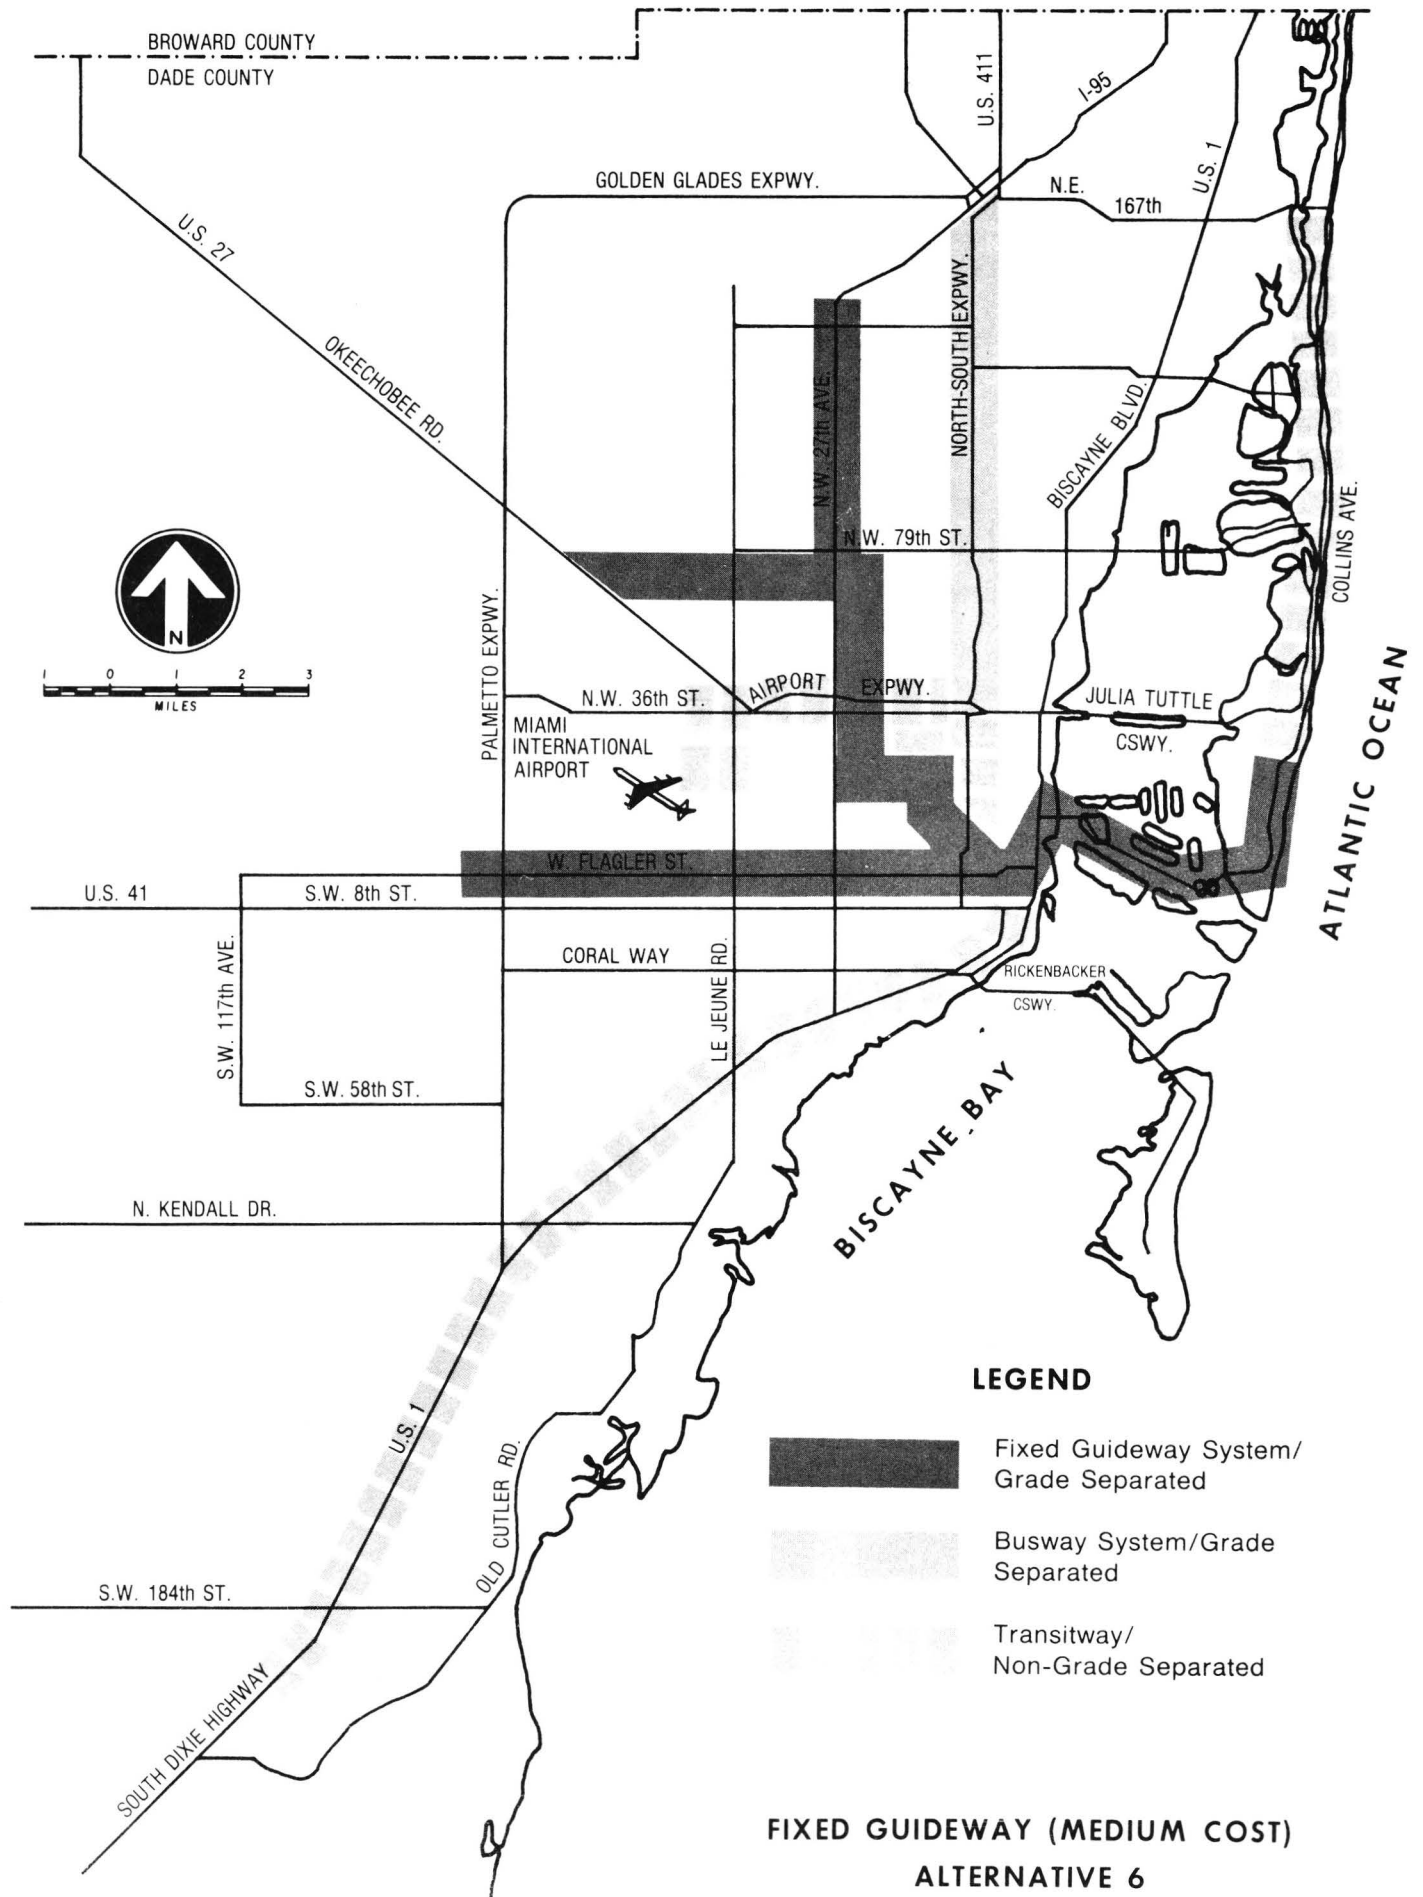 BROWARD COUNTY
DADE COUNTY
U.S. 411
I-95
U.S. 1
GOLDEN GLADES EXPWY.
N.E.
167th
U.S. 27
OKEECHOBEE RD.
NORTH-SOUTH EXPWY.
N.W. 27th AVE.
BISCAYNE BLVD.
N.W. 79th ST.
COLLINS AVE.
N
1 0 1 2 3
MILES
PALMETTO EXPWY.
N.W. 36th ST.
AIRPORT EXPWY.
JULIA TUTTLE
CSWY.
MIAMI
INTERNATIONAL
AIRPORT
ATLANTIC OCEAN
W. FLAGLER ST.
U.S. 41
S.W. 8th ST.
S.W. 117th AVE.
CORAL WAY
LE JEUNE RD.
RICKENBACKER
CSWY.
S.W. 58th ST.
BISCAYNE BAY
N. KENDALL DR.
U.S. 1
OLD CUTLER RD.
S.W. 184th ST.
SOUTH DIXIE HIGHWAY
LEGEND
Fixed Guideway System/
Grade Separated
Busway System/Grade
Separated
Transitway/
Non-Grade Separated
FIXED GUIDEWAY (MEDIUM COST)
ALTERNATIVE 6